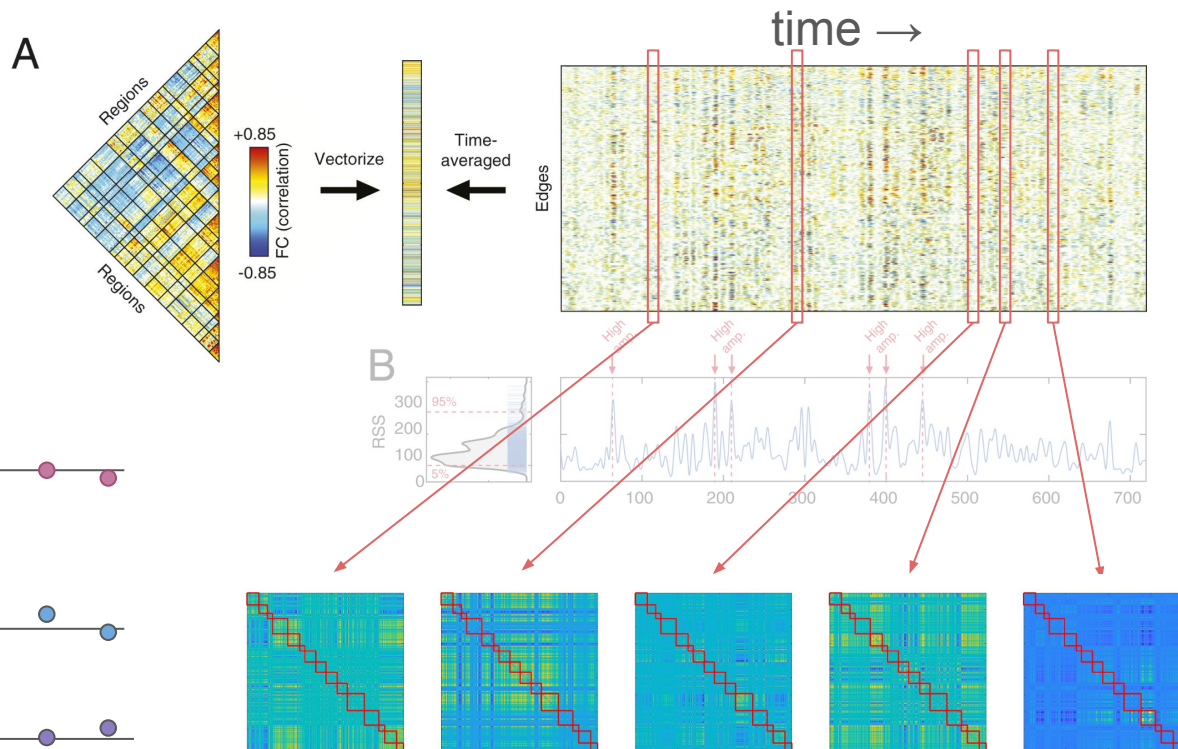 time →
A
Regions
+0.85
FC (correlation)
-0.85
Regions
Vectorize
Time-
averaged
Edges
High
amp.
High
amp.
High
amp.
High
amp.
B
RSS
300
200
100
0
95%
5%
0
100
200
300
400
500
600
700